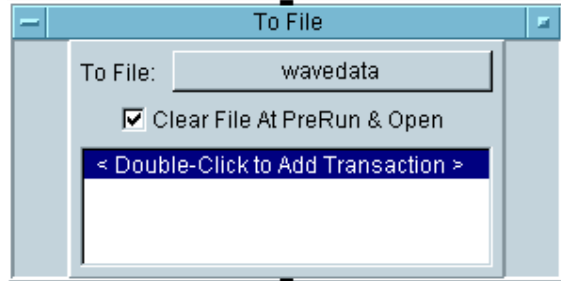 To File
To File: wavedata
Clear File At PreRun & Open
< Double-Click to Add Transaction >